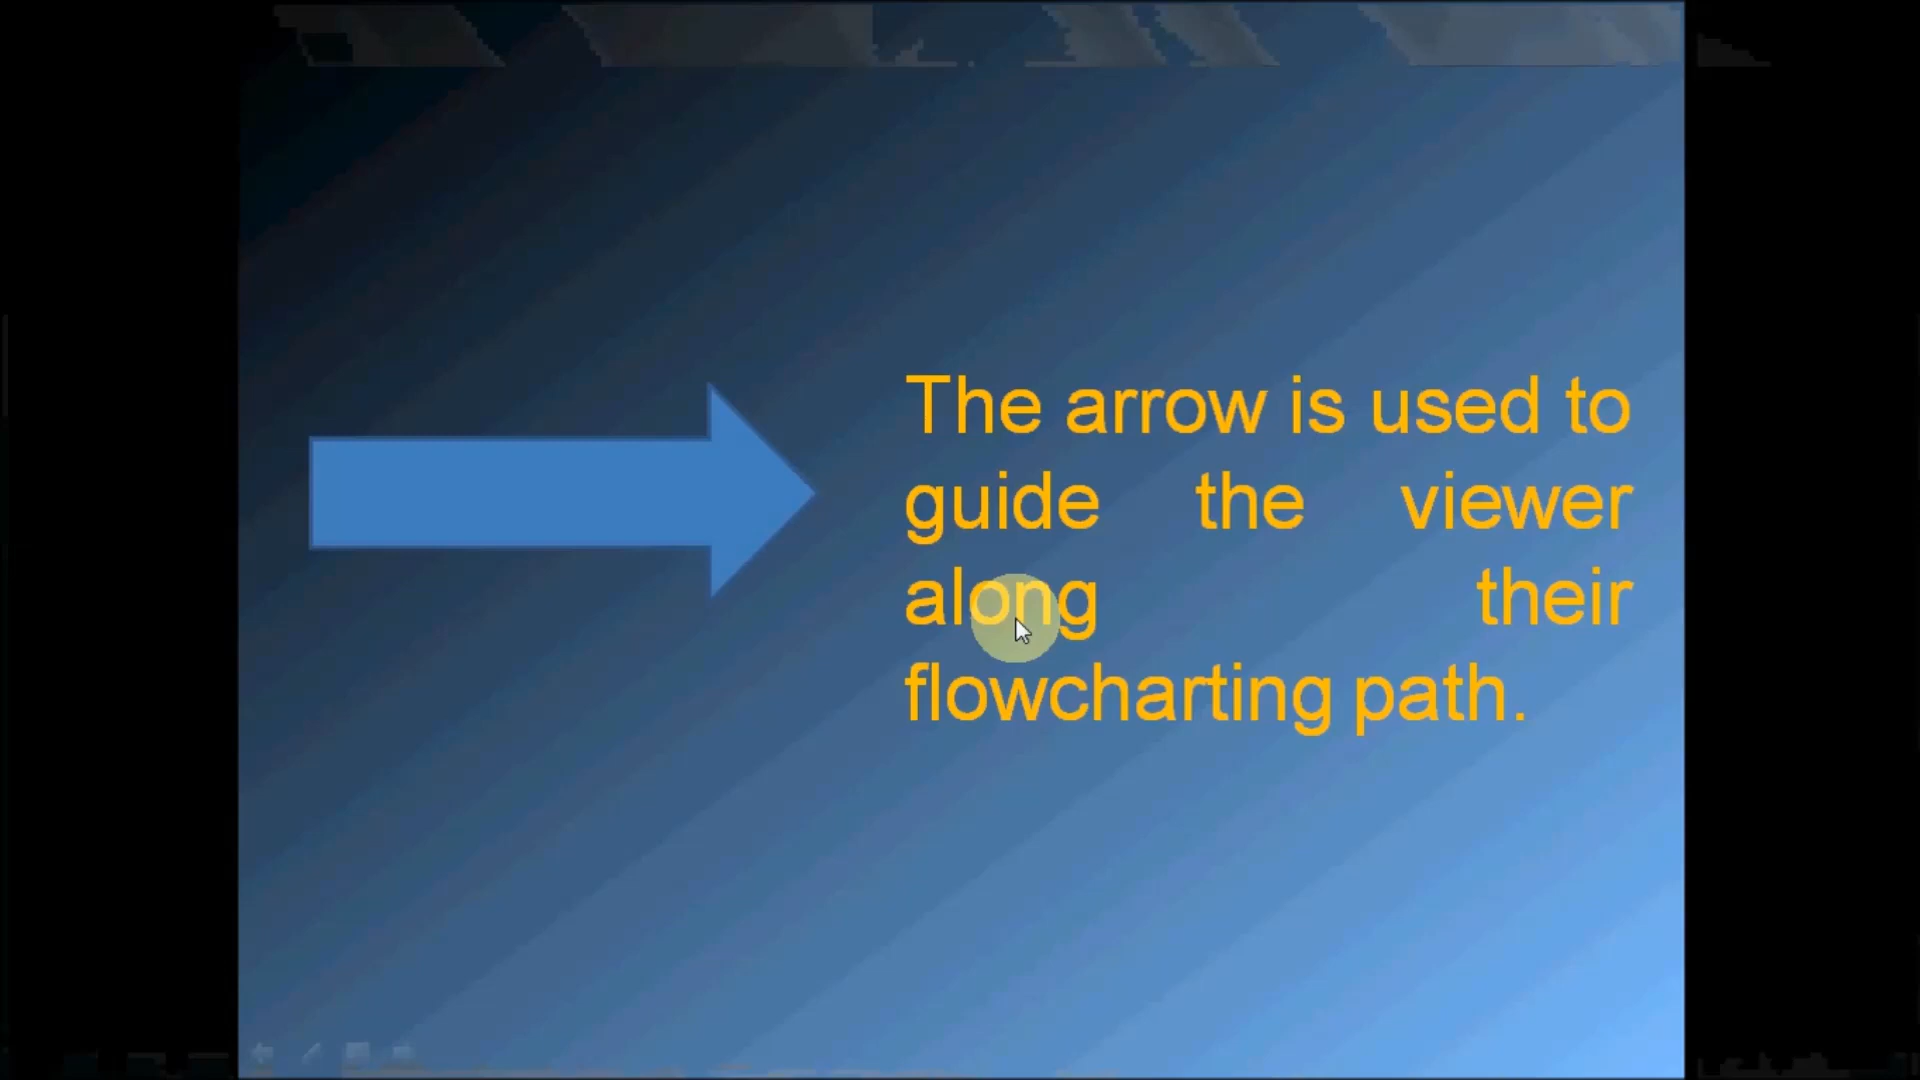 The arrow is used to
guide the viewer
along their
flowcharting path.